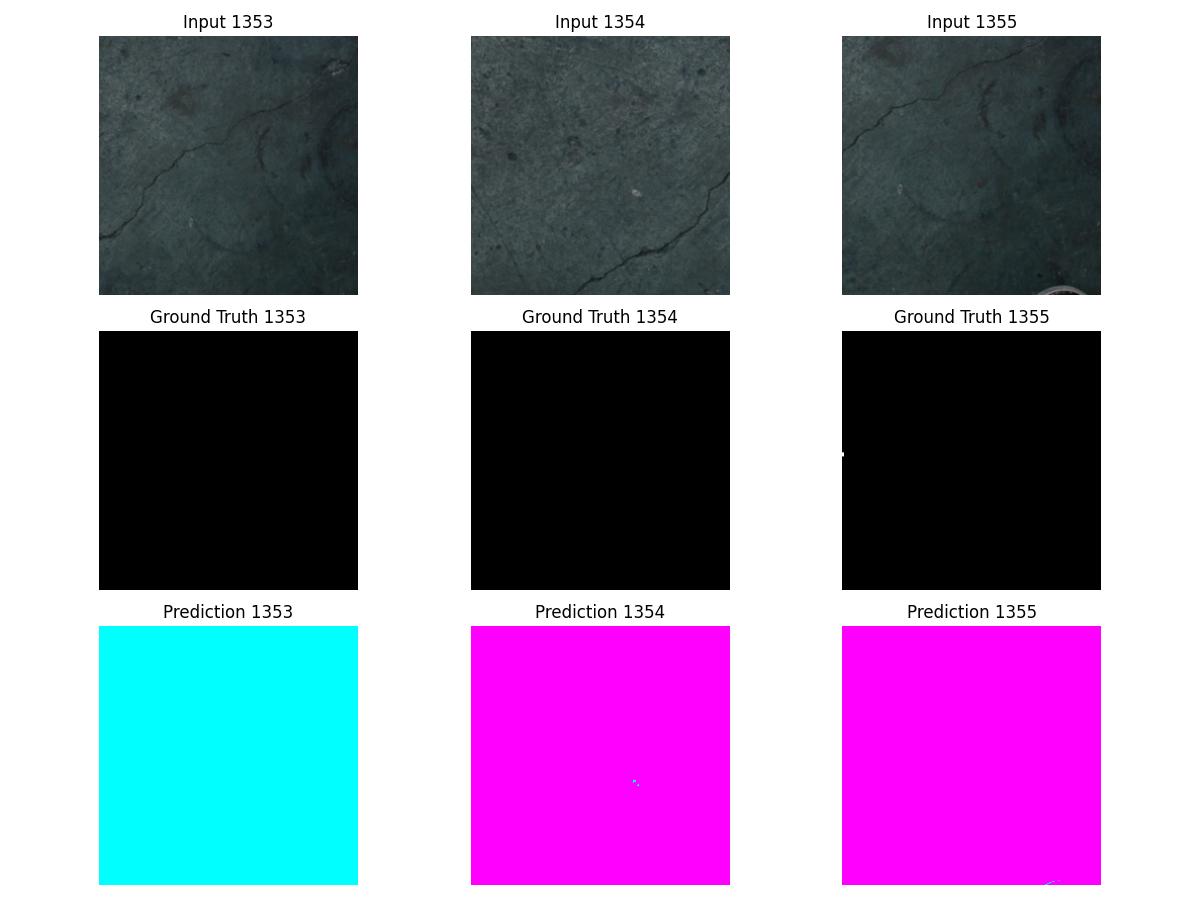 Input 1353
Input 1354
Input 1355
Ground Truth 1353
Ground Truth 1354
Ground Truth 1355
Prediction 1353
Prediction 1354
Prediction 1355